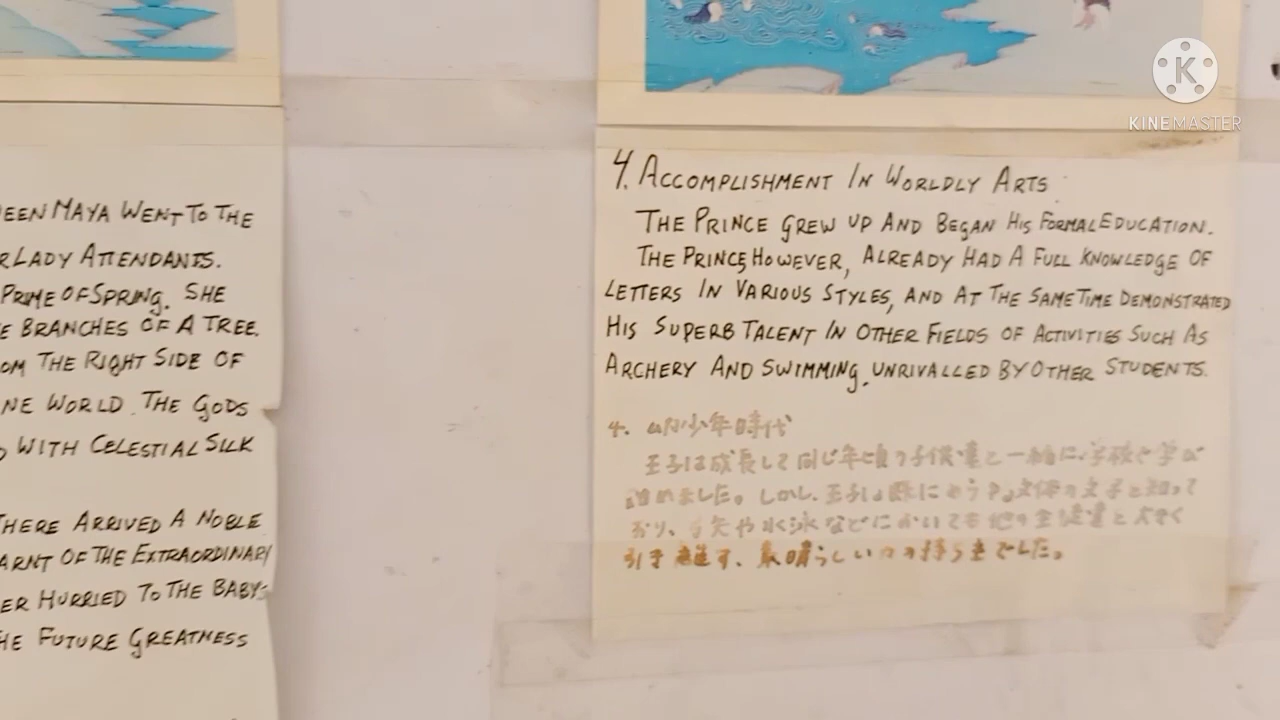 EEN MAYA WENT TO THE
R LADY ATTENDANTS.
PRIME OF SPRING. SHE
E BRANCHES OF A TREE.
OM THE RIGHT SIDE OF
NE WORLD. THE GODS
WITH CELESTIAL SILK
THERE ARRIVED A NOBLE
ARNT OF THE EXTRAORDINARY
ER HURRIED TO THE BABY'S
HE FUTURE GREATNESS
4. ACCOMPLISHMENT IN WORLDLY ARTS
THE PRINCE GREW UP AND BEGAN HIS FORMAL EDUCATION.
THE PRINCE, HOWEVER, ALREADY HAD A FULL KNOWLEDGE OF
LETTERS IN VARIOUS STYLES, AND AT THE SAME TIME DEMONSTRATED
HIS SUPERB TALENT IN OTHER FIELDS OF ACTIVITIES SUCH AS
ARCHERY AND SWIMMING, UNRIVALLED BY OTHER STUDENTS.
4. 幼少年時代
王子は成長して同じ年頃の子供達と一緒に、学校で学び
始めました。しかし、王子は既に文体の文字を知って
おり、弓矢や水泳などにおいても他の生徒達と大きく
引き離す、素晴らしい力の持ち主でした。
K
KINEMASTER